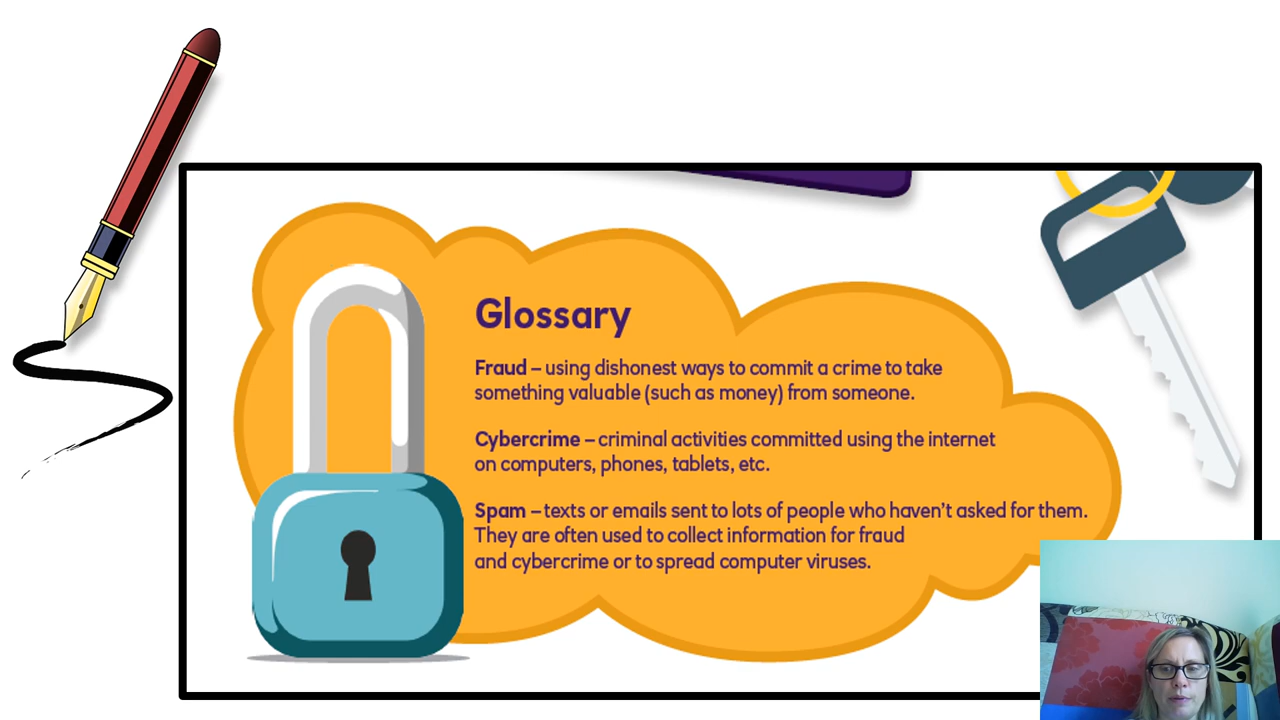 Glossary
Fraud – using dishonest ways to commit a crime to take
something valuable (such as money) from someone.
Cybercrime – criminal activities committed using the internet
on computers, phones, tablets, etc.
Spam – texts or emails sent to lots of people who haven’t asked for them.
They are often used to collect information for fraud
and cybercrime or to spread computer viruses.